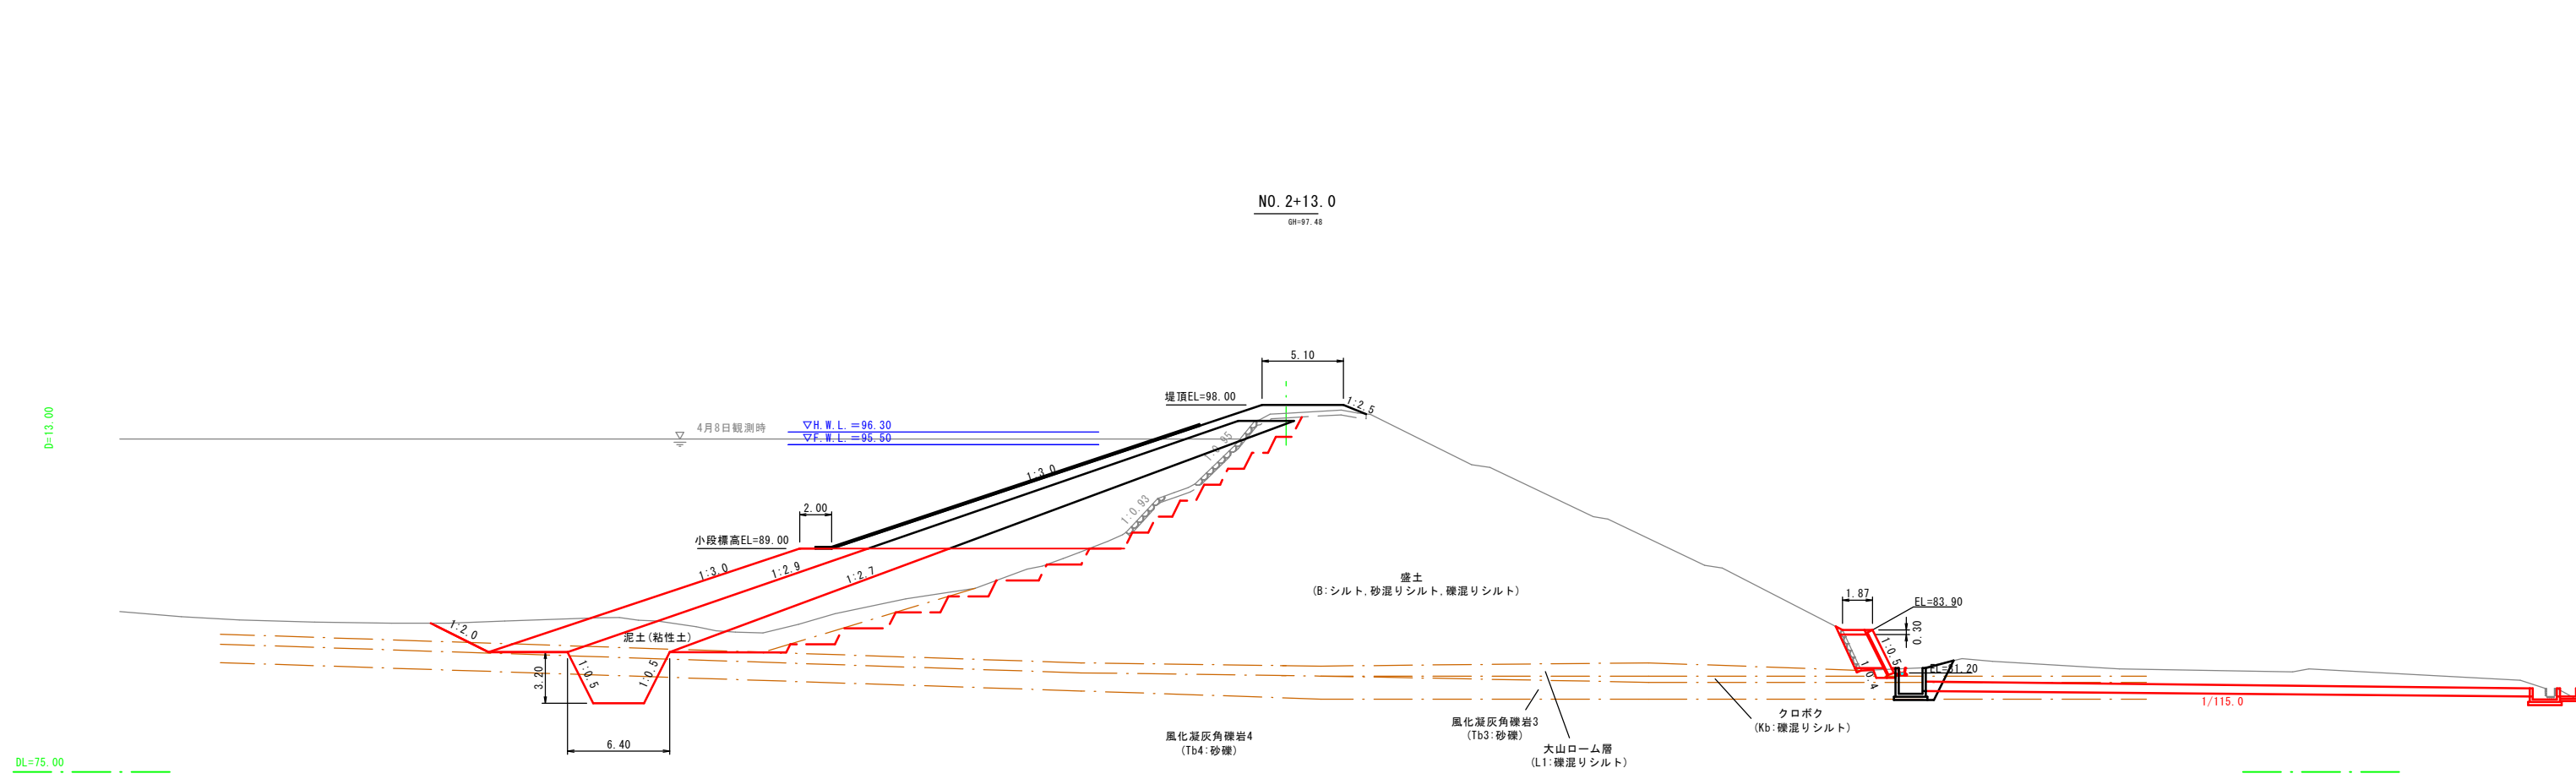 NO.2+13.0
GH=97.48
5.10
堤頂EL=98.00
1:2.5
D=13.00
4月8日観測時
▽H.W.L.=96.30
▽F.W.L.=95.50
1:0.95
1:3.0
1:0.93
2.00
小段標高EL=89.00
1:3.0
1:2.9
1:2.7
盛土
(B:シルト,砂混りシルト,礫混りシルト)
1.87
EL=83.90
0.30
1:2.0
泥土(粘性土)
1:0.5
1:0.5
3.20
6.40
1:0.5
1:0.4
EL=81.20
1/115.0
風化凝灰角礫岩4
(Tb4:砂礫)
風化凝灰角礫岩3
(Tb3:砂礫)
大山ローム層
(L1:礫混りシルト)
クロボク
(Kb:礫混りシルト)
DL=75.00